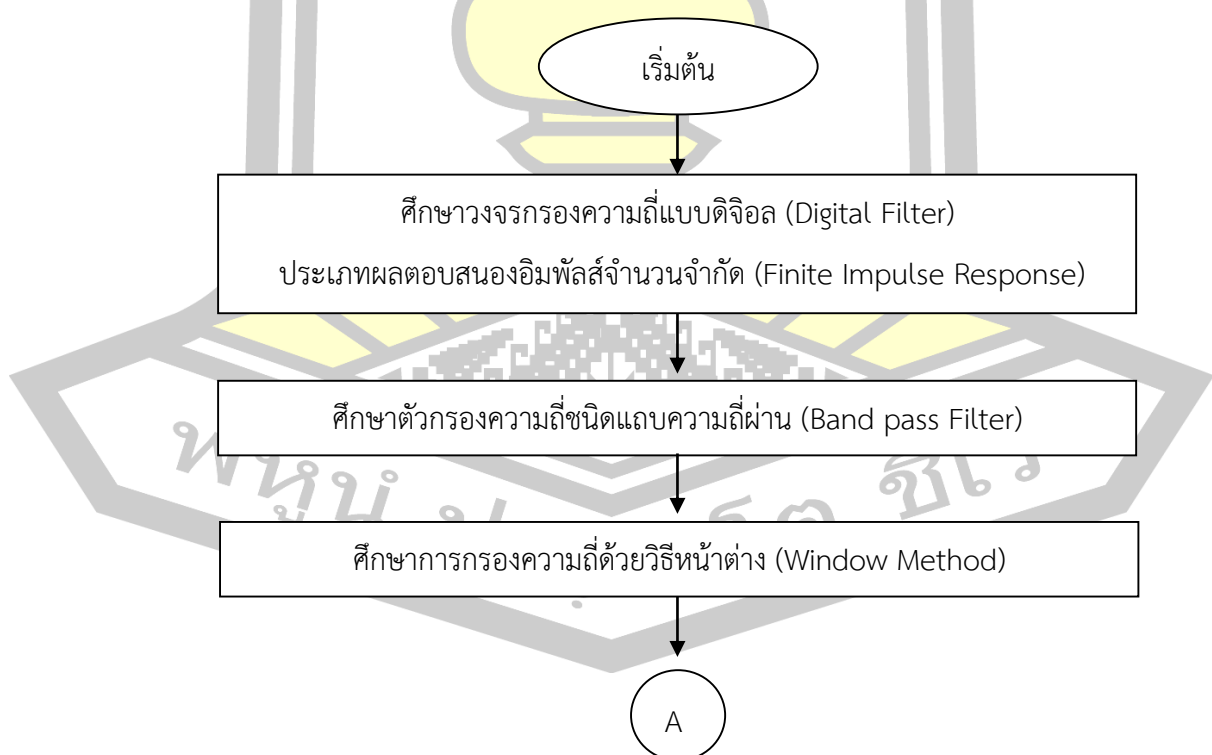 เริ่มต้น
ศึกษาวงจรกรองความถี่แบบดิจิอล (Digital Filter)
ประเภทผลตอบสนองอิมพัลส์จำนวนจำกัด (Finite Impulse Response)
ศึกษาตัวกรองความถี่ชนิดแถบความถี่ผ่าน (Band pass Filter)
ศึกษาการกรองความถี่ด้วยวิธีหน้าต่าง (Window Method)
A